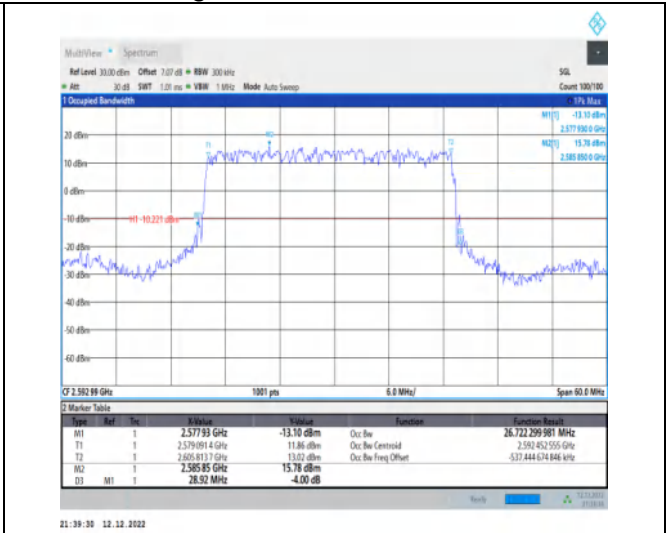 MultiView Spectrum
Ref Level 30.00 dBm Offset 7.07 dB RBW 300 kHz SGL
Att 30 dB SWT 1.01 ms VBW 1 MHz Mode Auto Sweep Count 100/100
1 Occupied Bandwidth 1Pk Max
M1[1] -13.10 dBm
2.577 930 0 GHz
M2[1] 15.78 dBm
2.585 850 0 GHz
20 dBm
10 dBm
0 dBm
-10 dBm H1 -10.221 dBm
-20 dBm
-30 dBm
-40 dBm
-50 dBm
-60 dBm
T1
M2
T2
M1
CF 2.592 99 GHz 1001 pts 6.0 MHz/ Span 60.0 MHz
2 Marker Table
Type Ref Trc X-Value Y-Value Function Function Result
M1 1 2.577 93 GHz -13.10 dBm Occ Bw 26.722 299 981 MHz
T1 1 2.579 091 4 GHz 11.86 dBm Occ Bw Centroid 2.592 452 555 GHz
T2 1 2.605 813 7 GHz 13.02 dBm Occ Bw Freq Offset -537.444 674 846 kHz
M2 1 2.585 85 GHz 15.78 dBm
D3 M1 1 28.92 MHz -4.00 dB
Ready 12.12.2022
21:39:30 12.12.2022